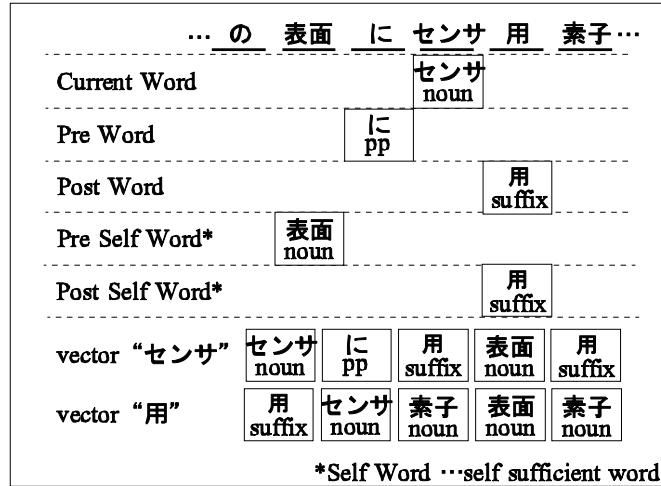 … の 表面 に センサ 用 素子 …
Current Word センサ noun
Pre Word に pp
Post Word 用 suffix
Pre Self Word* 表面 noun
Post Self Word* 用 suffix
vector “センサ” センサ noun に pp 用 suffix 表面 noun 用 suffix
vector “用” 用 suffix センサ noun 素子 noun 表面 noun 素子 noun
*Self Word …self sufficient word